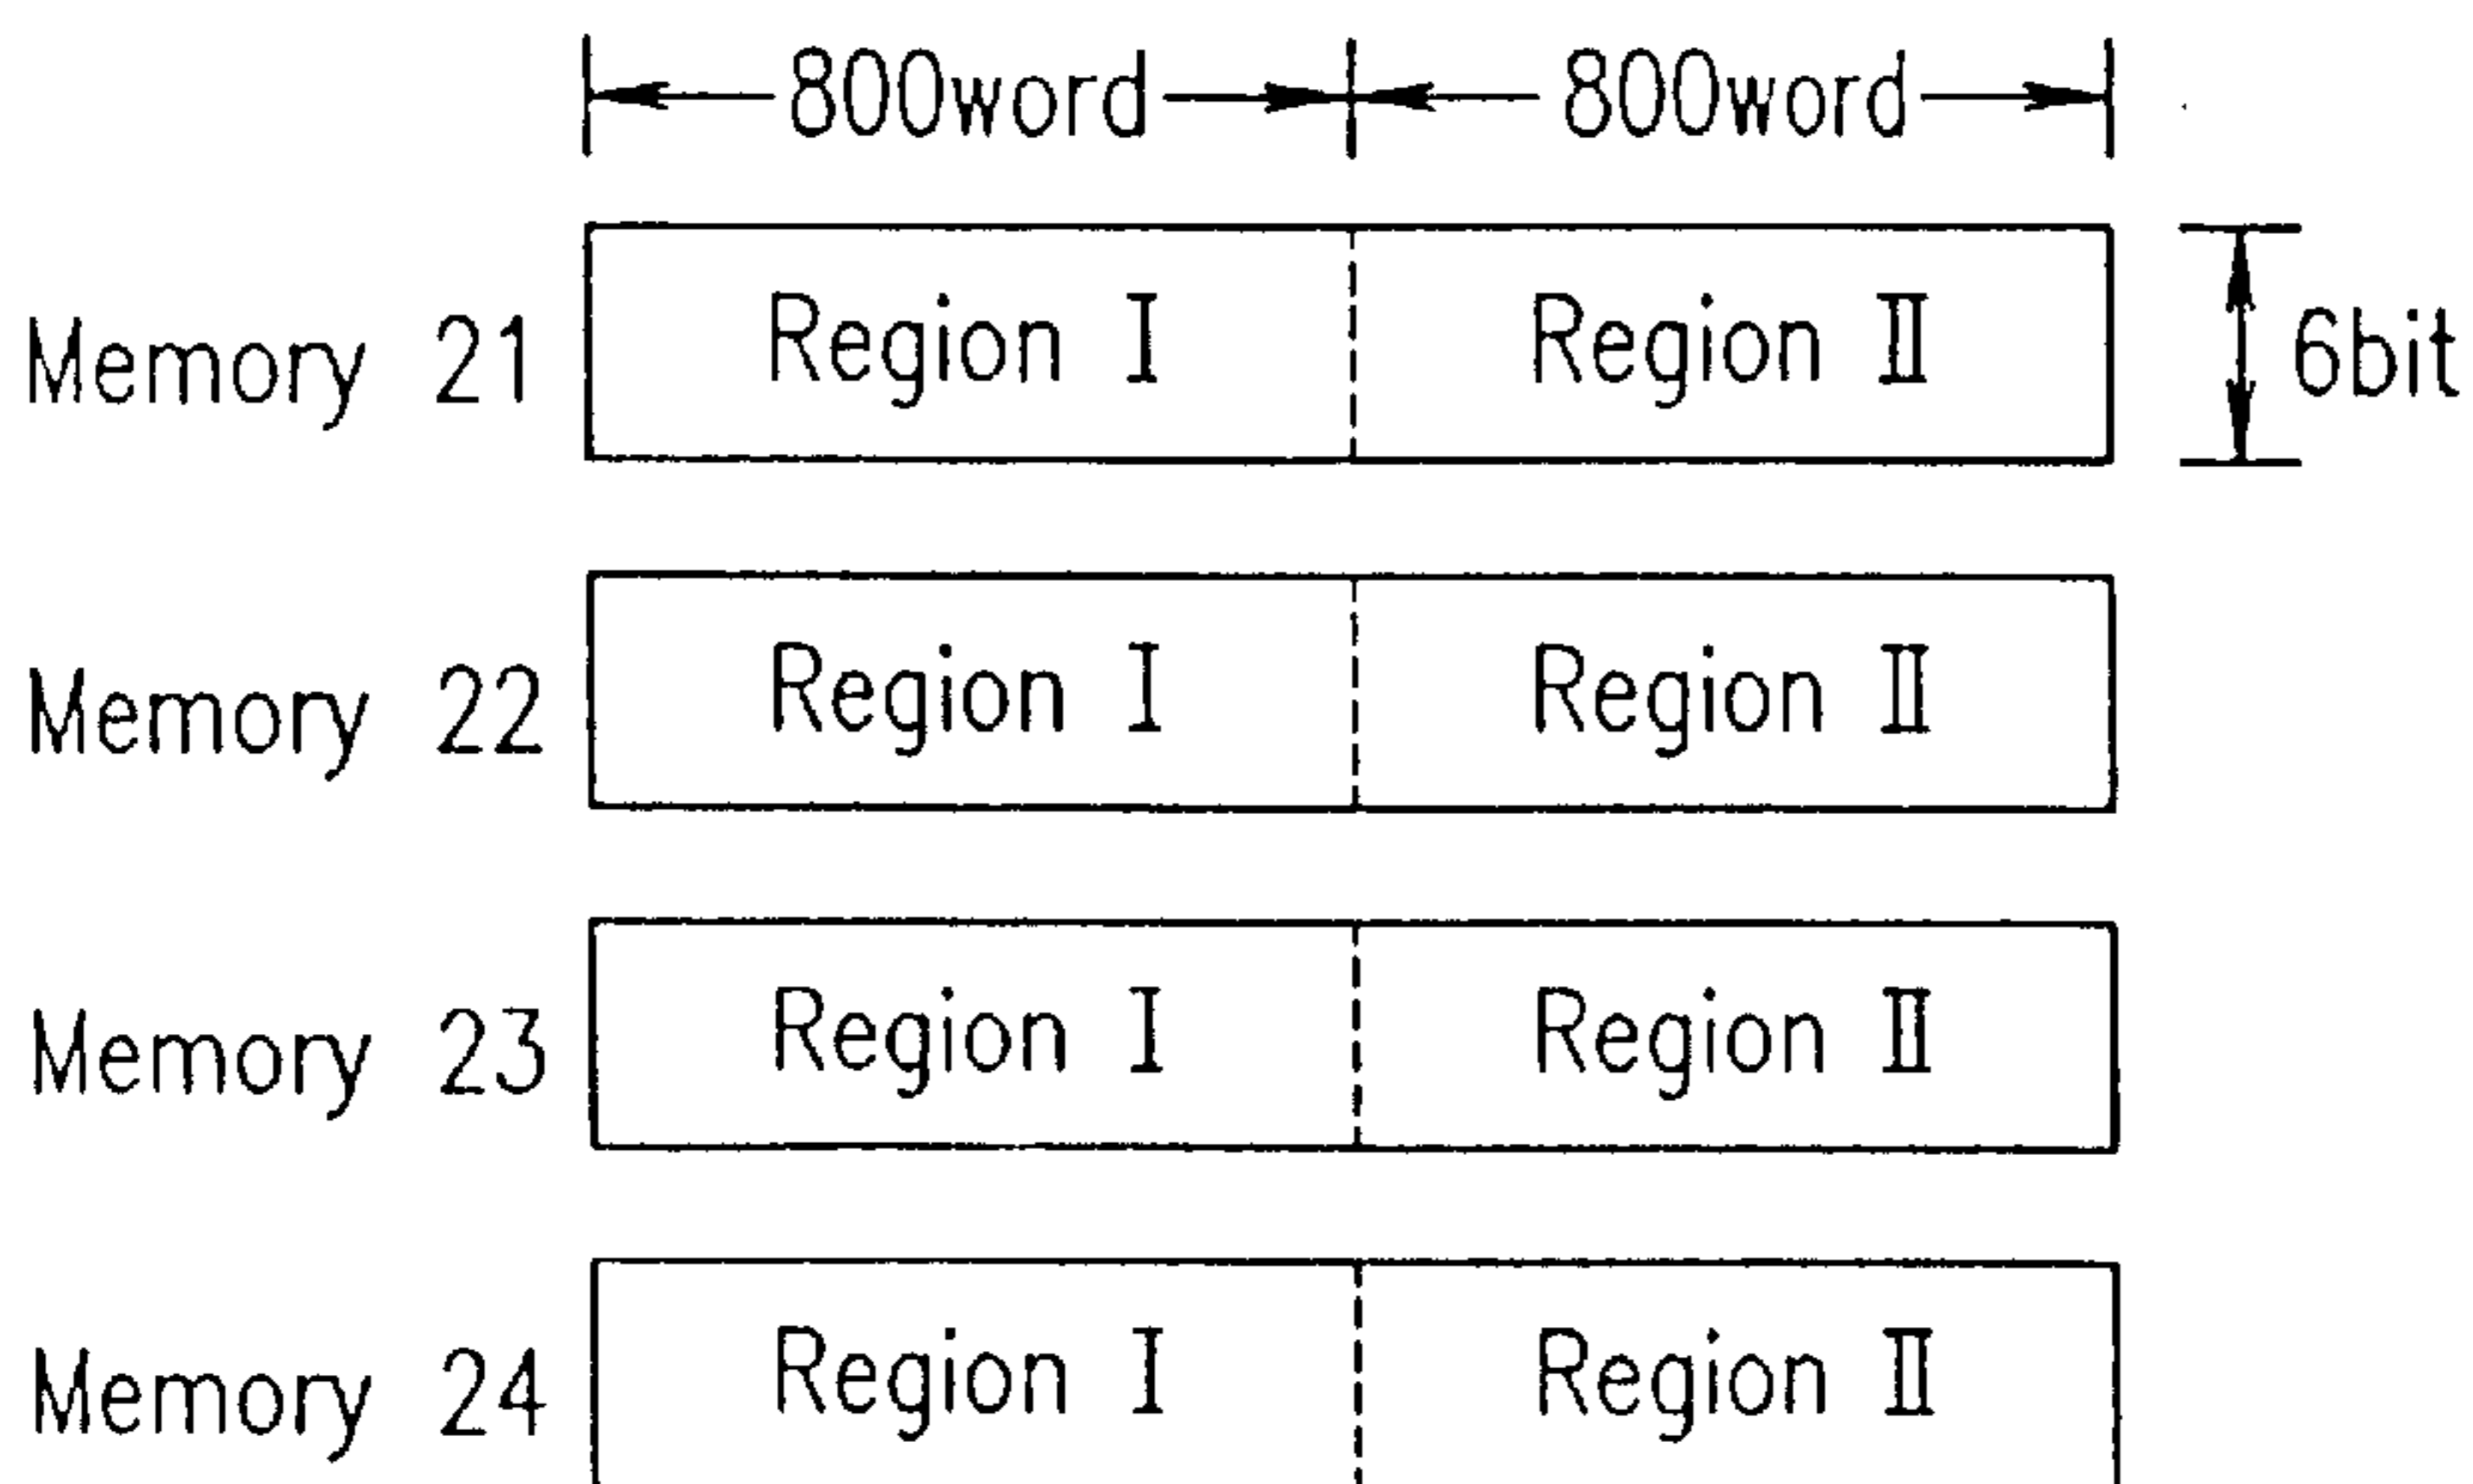 800word 800word
Memory 21 Region I Region II 6bit
Memory 22 Region I Region II
Memory 23 Region I Region II
Memory 24 Region I Region II